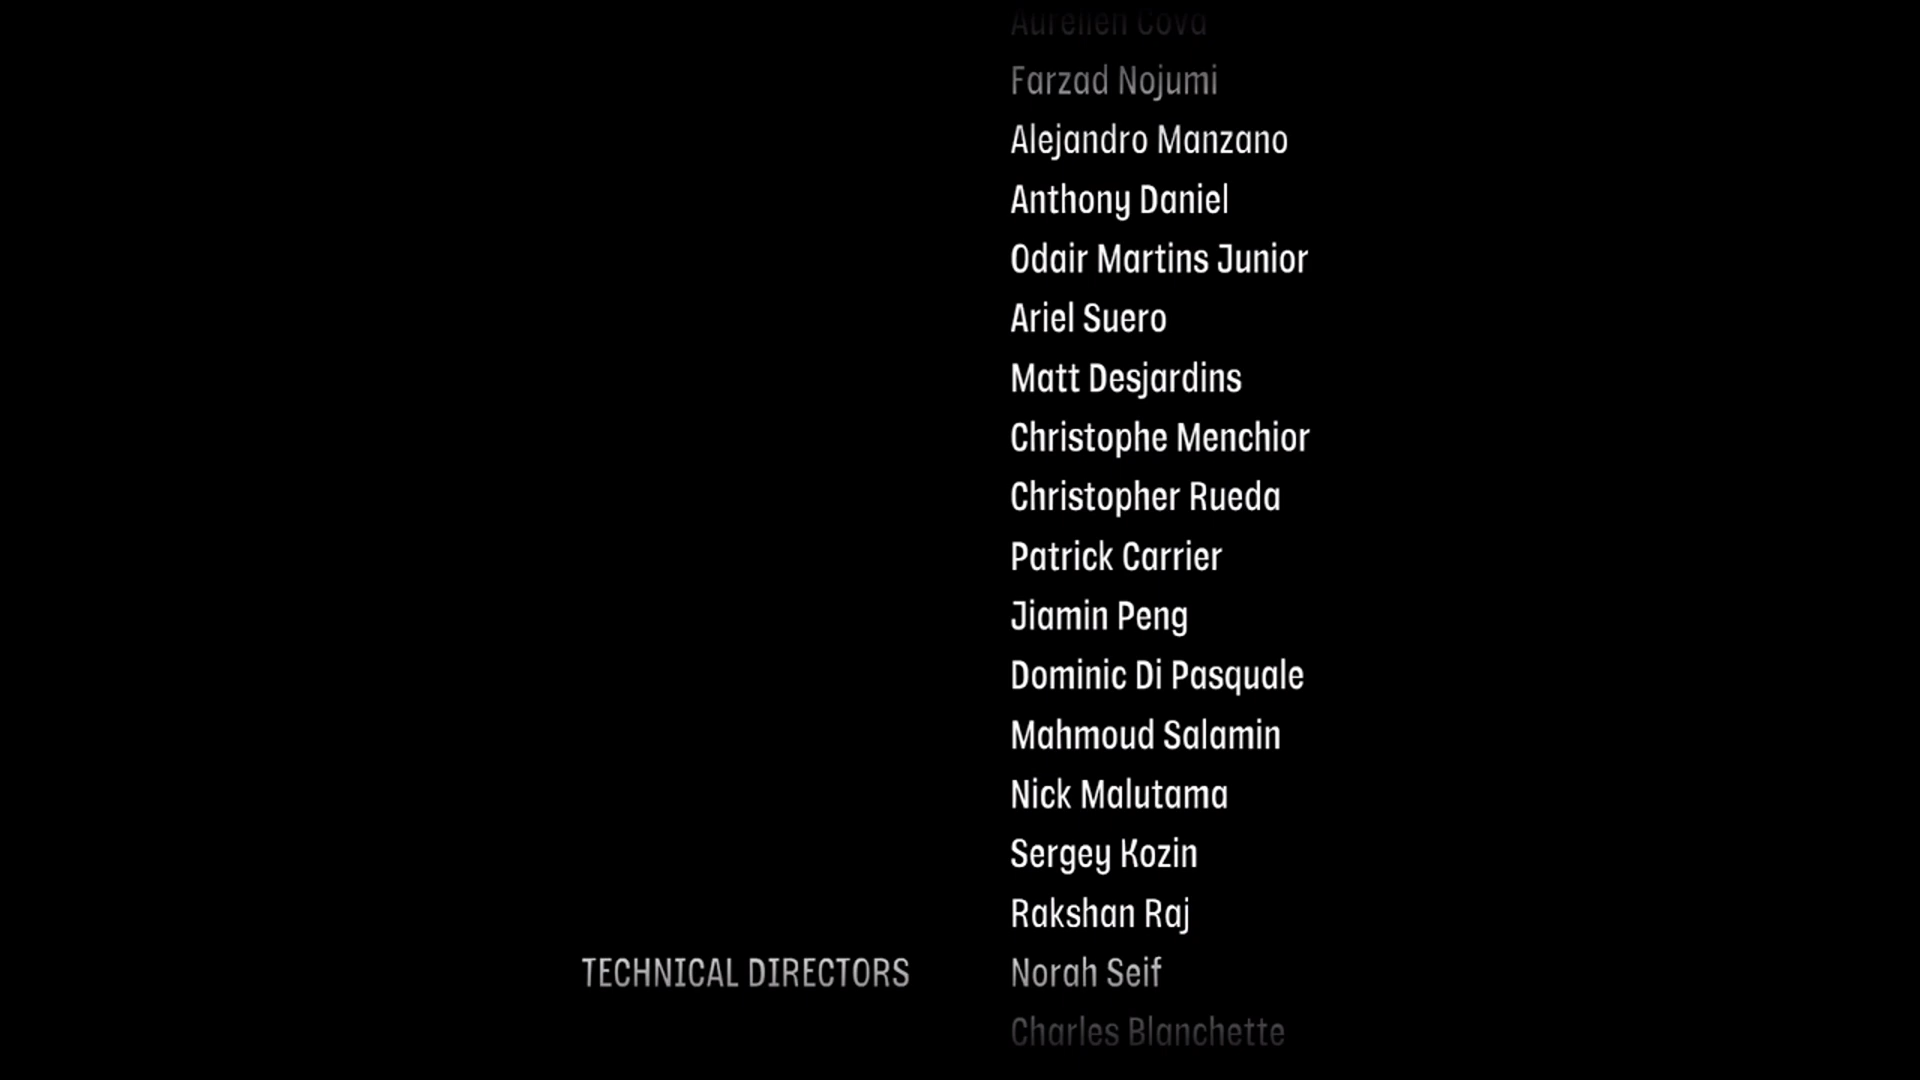 Aurelien Cova
Farzad Nojumi
Alejandro Manzano
Anthony Daniel
Odair Martins Junior
Ariel Suero
Matt Desjardins
Christophe Menchior
Christopher Rueda
Patrick Carrier
Jiamin Peng
Dominic Di Pasquale
Mahmoud Salamin
Nick Malutama
Sergey Kozin
Rakshan Raj
TECHNICAL DIRECTORS Norah Seif
Charles Blanchette